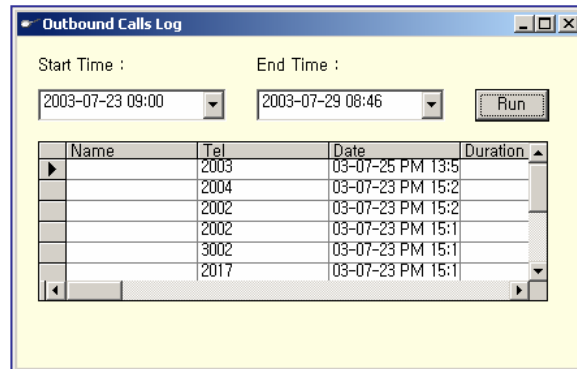 Outbound Calls Log
Start Time : End Time :
2003-07-23 09:00 2003-07-29 08:46 Run
Name Tel Date Duration
2003 03-07-25 PM 13:5
2004 03-07-23 PM 15:2
2002 03-07-23 PM 15:2
2002 03-07-23 PM 15:1
3002 03-07-23 PM 15:1
2017 03-07-23 PM 15:1